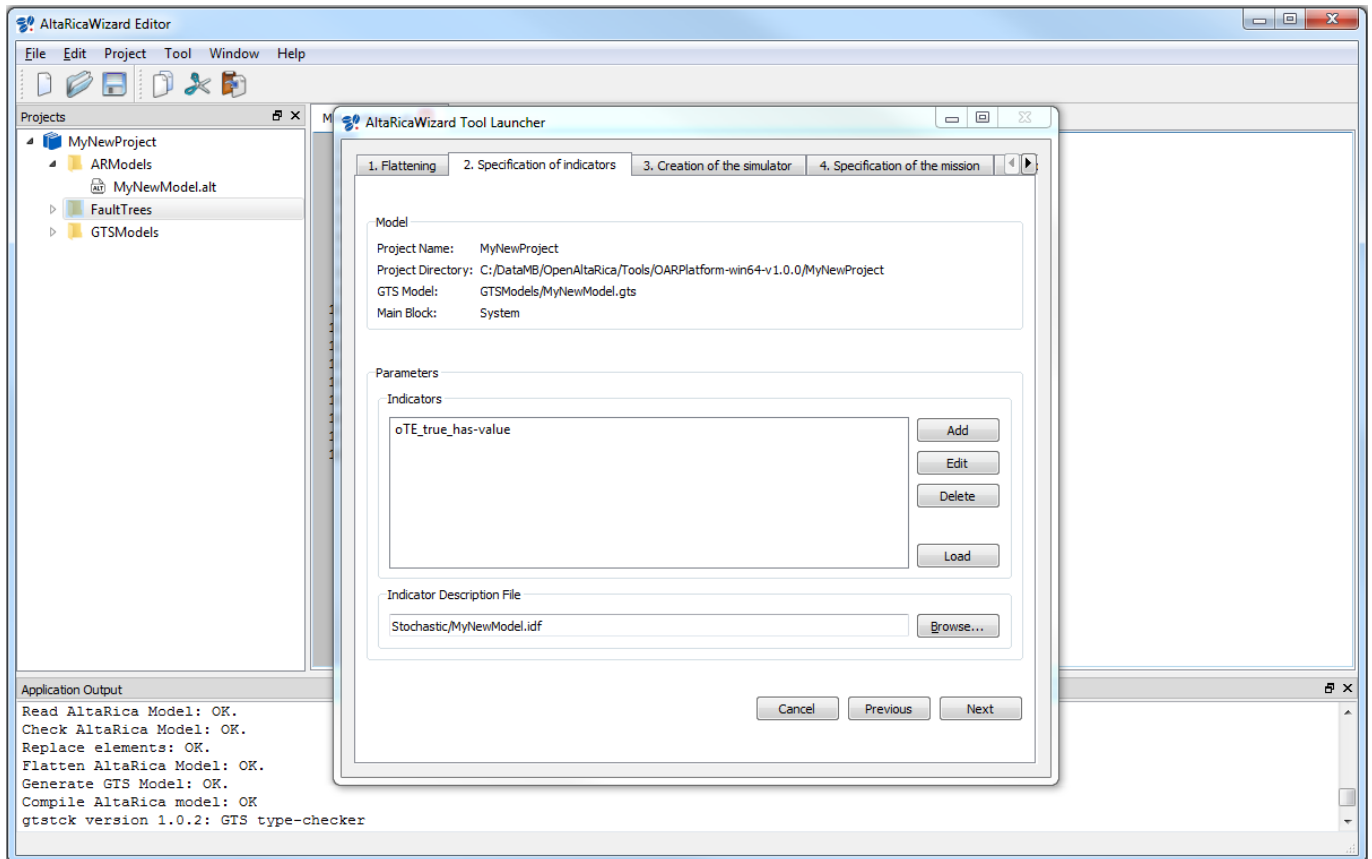 AltaRicaWizard Editor
File Edit Project Tool Window Help
Projects
MyNewProject
ARModels
MyNewModel.alt
FaultTrees
GTSModels
AltaRicaWizard Tool Launcher
1. Flattening
2. Specification of indicators
3. Creation of the simulator
4. Specification of the mission
Model
Project Name: MyNewProject
Project Directory: C:/DataMB/OpenAltaRica/Tools/OARPlatform-win64-v1.0.0/MyNewProject
GTS Model: GTSModels/MyNewModel.gts
Main Block: System
Parameters
Indicators
oTE_true_has-value
Add
Edit
Delete
Load
Indicator Description File
Stochastic/MyNewModel.idf
Browse...
Cancel Previous Next
Application Output
Read AltaRica Model: OK.
Check AltaRica Model: OK.
Replace elements: OK.
Flatten AltaRica Model: OK.
Generate GTS Model: OK.
Compile AltaRica model: OK
gtstck version 1.0.2: GTS type-checker